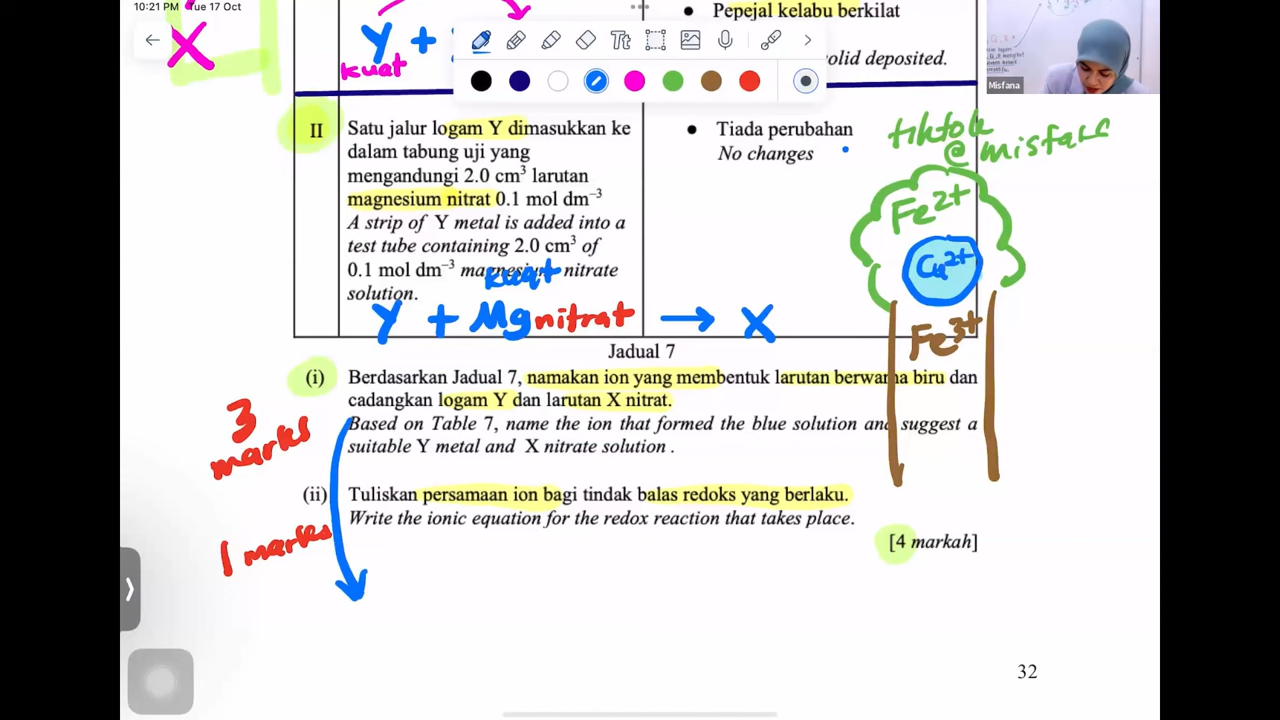 10:21 PM Tue 17 Oct
X
Y +
kuat
Pepejal kelabu berkilat
olid deposited.
Misfana
II
Satu jalur logam Y dimasukkan ke
dalam tabung uji yang
mengandungi 2.0 cm³ larutan
magnesium nitrat 0.1 mol dm⁻³
A strip of Y metal is added into a
test tube containing 2.0 cm³ of
0.1 mol dm⁻³ magnesium nitrate
solution.
kuat
Y + Mg nitrat → X
Tiada perubahan
No changes
tiktok
@misfana
Fe²⁺
Cu²⁺
Fe³⁺
Jadual 7
(i) Berdasarkan Jadual 7, namakan ion yang membentuk larutan berwarna biru dan
cadangkan logam Y dan larutan X nitrat.
Based on Table 7, name the ion that formed the blue solution and suggest a
suitable Y metal and X nitrate solution .
3
marks
(ii) Tuliskan persamaan ion bagi tindak balas redoks yang berlaku.
Write the ionic equation for the redox reaction that takes place.
1 marks
[4 markah]
32